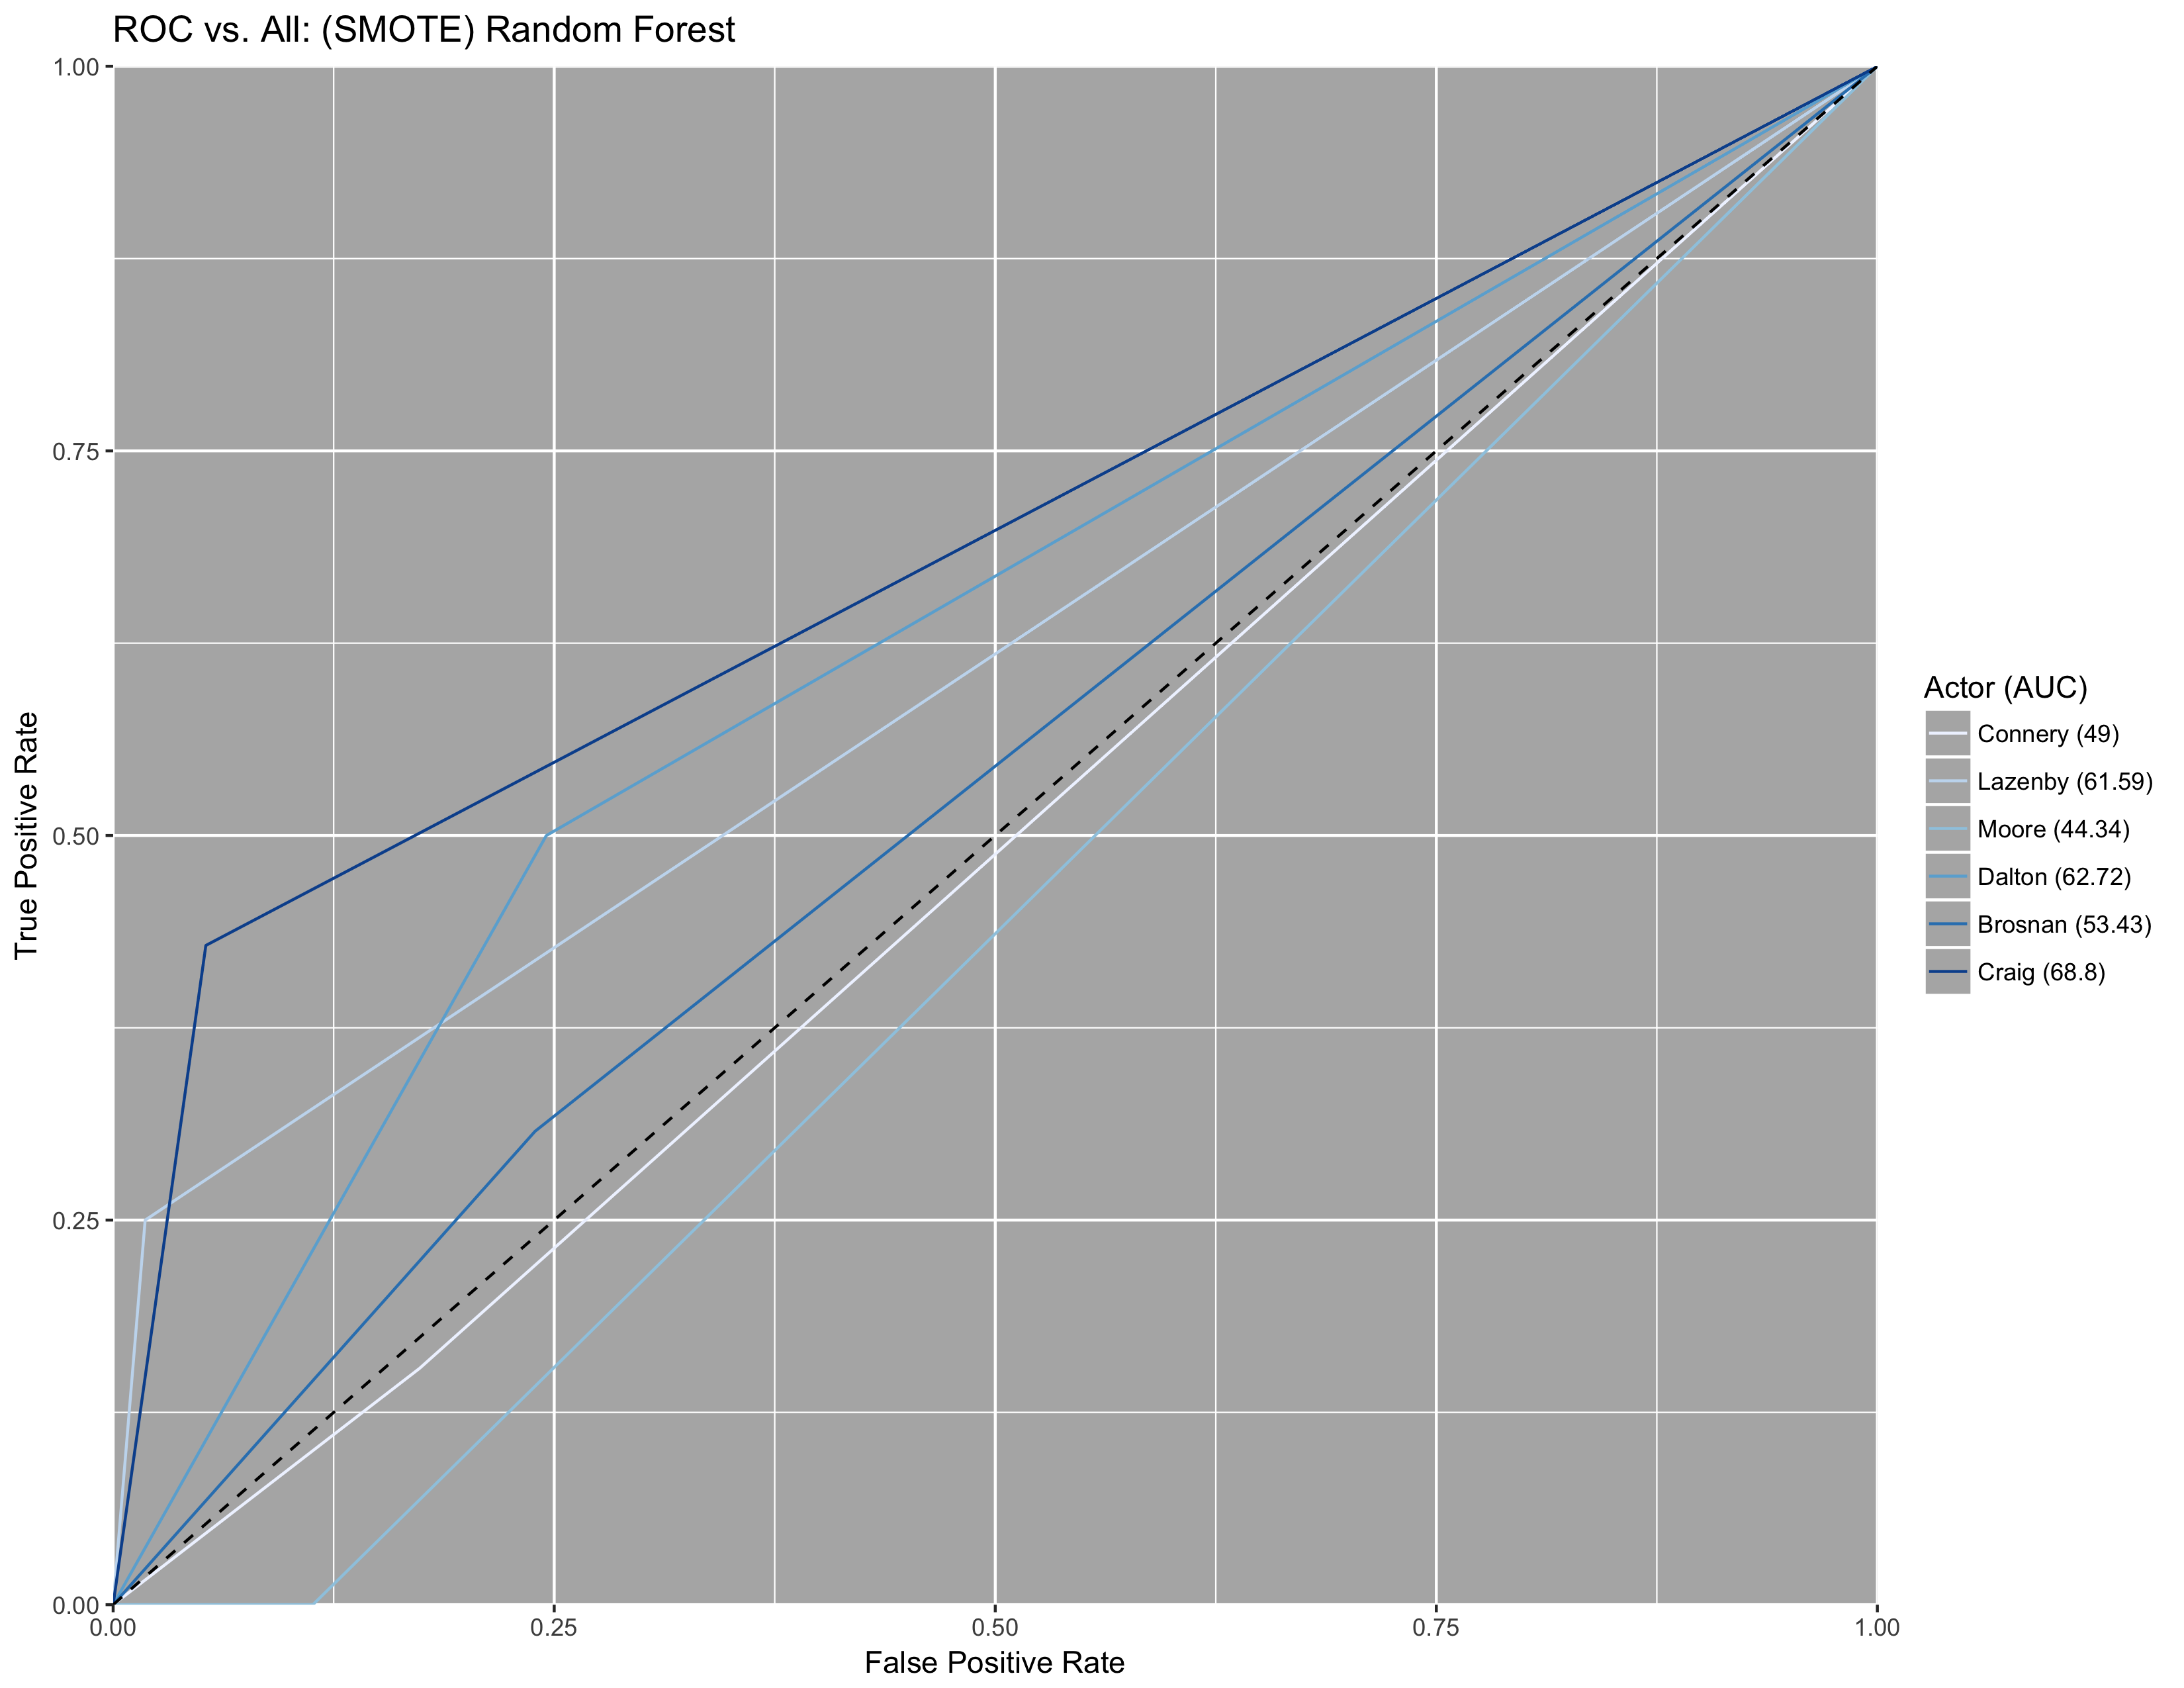 ROC vs. All: (SMOTE) Random Forest
1.00
0.75
0.50
0.25
0.00
True Positive Rate
0.00 0.25 0.50 0.75 1.00
False Positive Rate
Actor (AUC)
Connery (49)
Lazenby (61.59)
Moore (44.34)
Dalton (62.72)
Brosnan (53.43)
Craig (68.8)